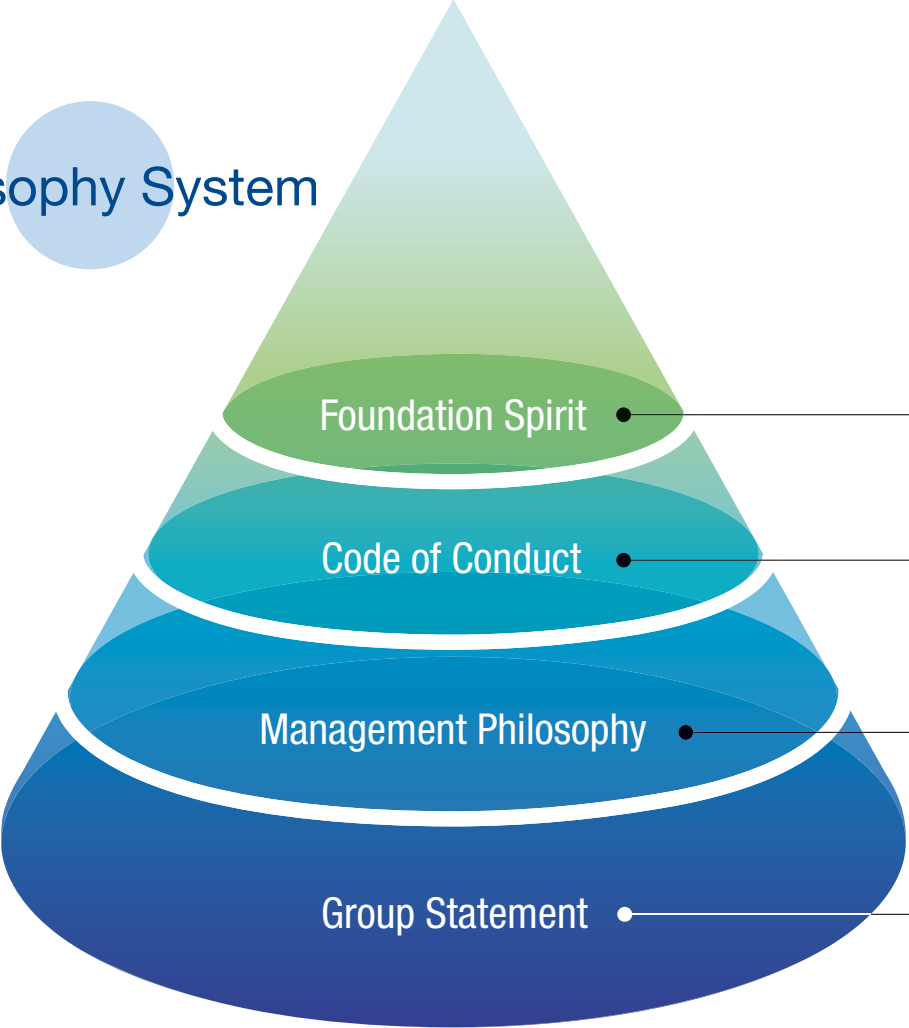 sophy System
Foundation Spirit
Code of Conduct
Management Philosophy
Group Statement